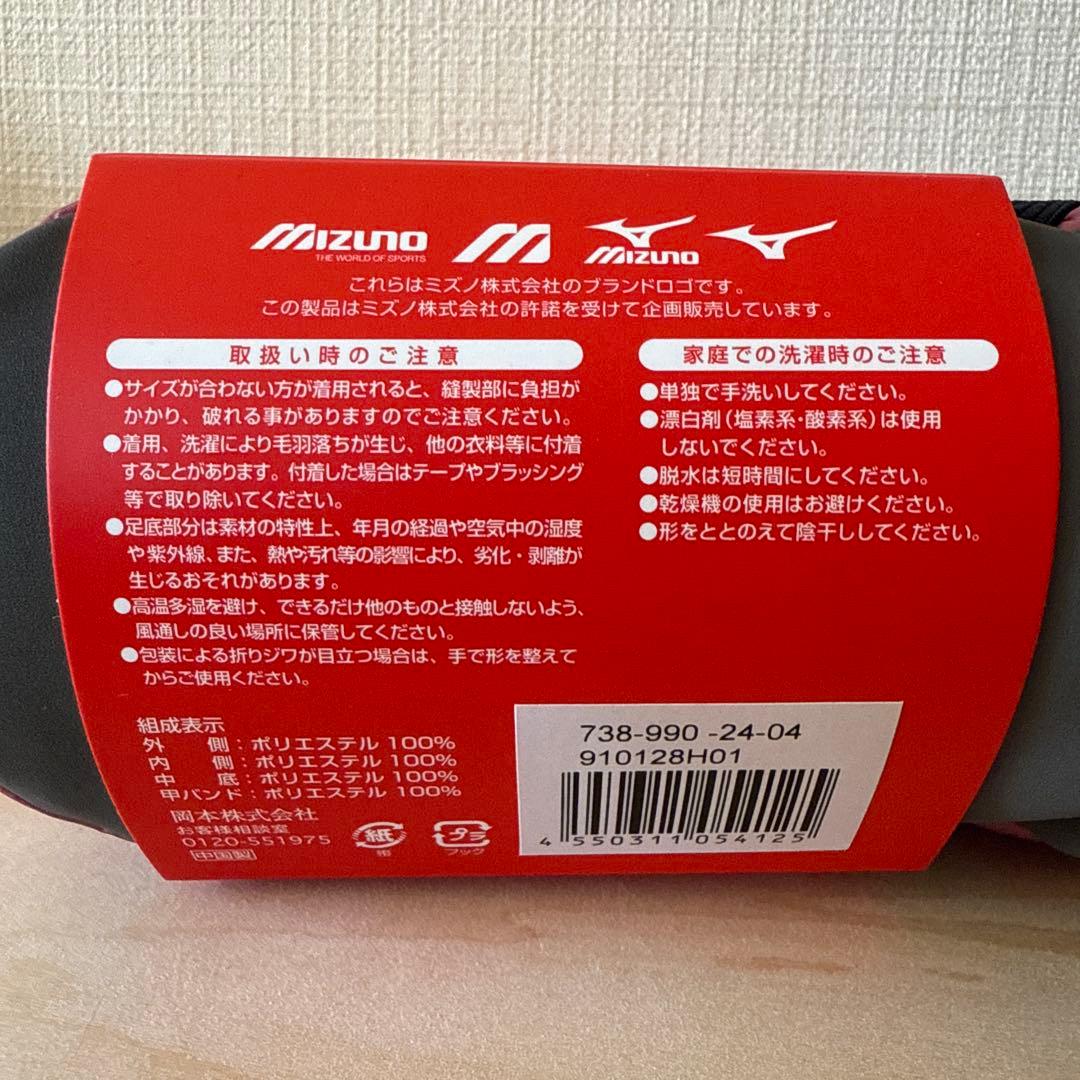 MIZUNO
THE WORLD OF SPORTS
MIZUNO
これらはミズノ株式会社のブランドロゴです。
この製品はミズノ株式会社の許諾を受けて企画販売しています。
取扱い時のご注意
●サイズが合わない方が着用されると、縫製部に負担が
かかり、破れる事がありますのでご注意ください。
●着用、洗濯により毛羽落ちが生じ、他の衣料等に付着
することがあります。付着した場合はテープやブラッシング
等で取り除いてください。
●足底部分は素材の特性上、年月の経過や空気中の湿度
や紫外線、また、熱や汚れ等の影響により、劣化・剥離が
生じるおそれがあります。
●高温多湿を避け、できるだけ他のものと接触しないよう、
風通しの良い場所に保管してください。
●包装による折りジワが目立つ場合は、手で形を整えて
からご使用ください。
家庭での洗濯時のご注意
●単独で手洗いしてください。
●漂白剤（塩素系・酸素系）は使用
しないでください。
●脱水は短時間にしてください。
●乾燥機の使用はお避けください。
●形をととのえて陰干ししてください。
組成表示
外側：ポリエステル 100%
内側：ポリエステル 100%
中底：ポリエステル 100%
甲バンド：ポリエステル 100%
岡本株式会社
お客様相談室
0120-551975
中国製
紙
プラ
フック
738-990 -24-04
910128H01
4 550311 054125